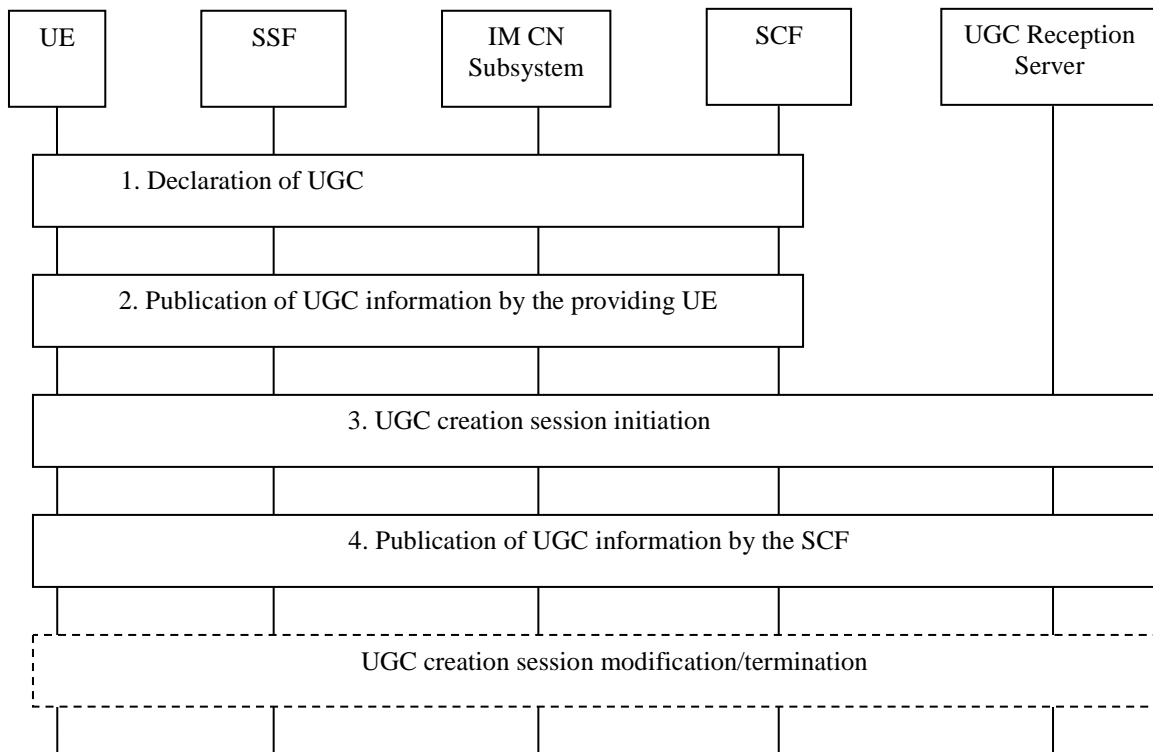 UE
SSF
IM CN
Subsystem
SCF
UGC Reception
Server
1. Declaration of UGC
2. Publication of UGC information by the providing UE
3. UGC creation session initiation
4. Publication of UGC information by the SCF
UGC creation session modification/termination